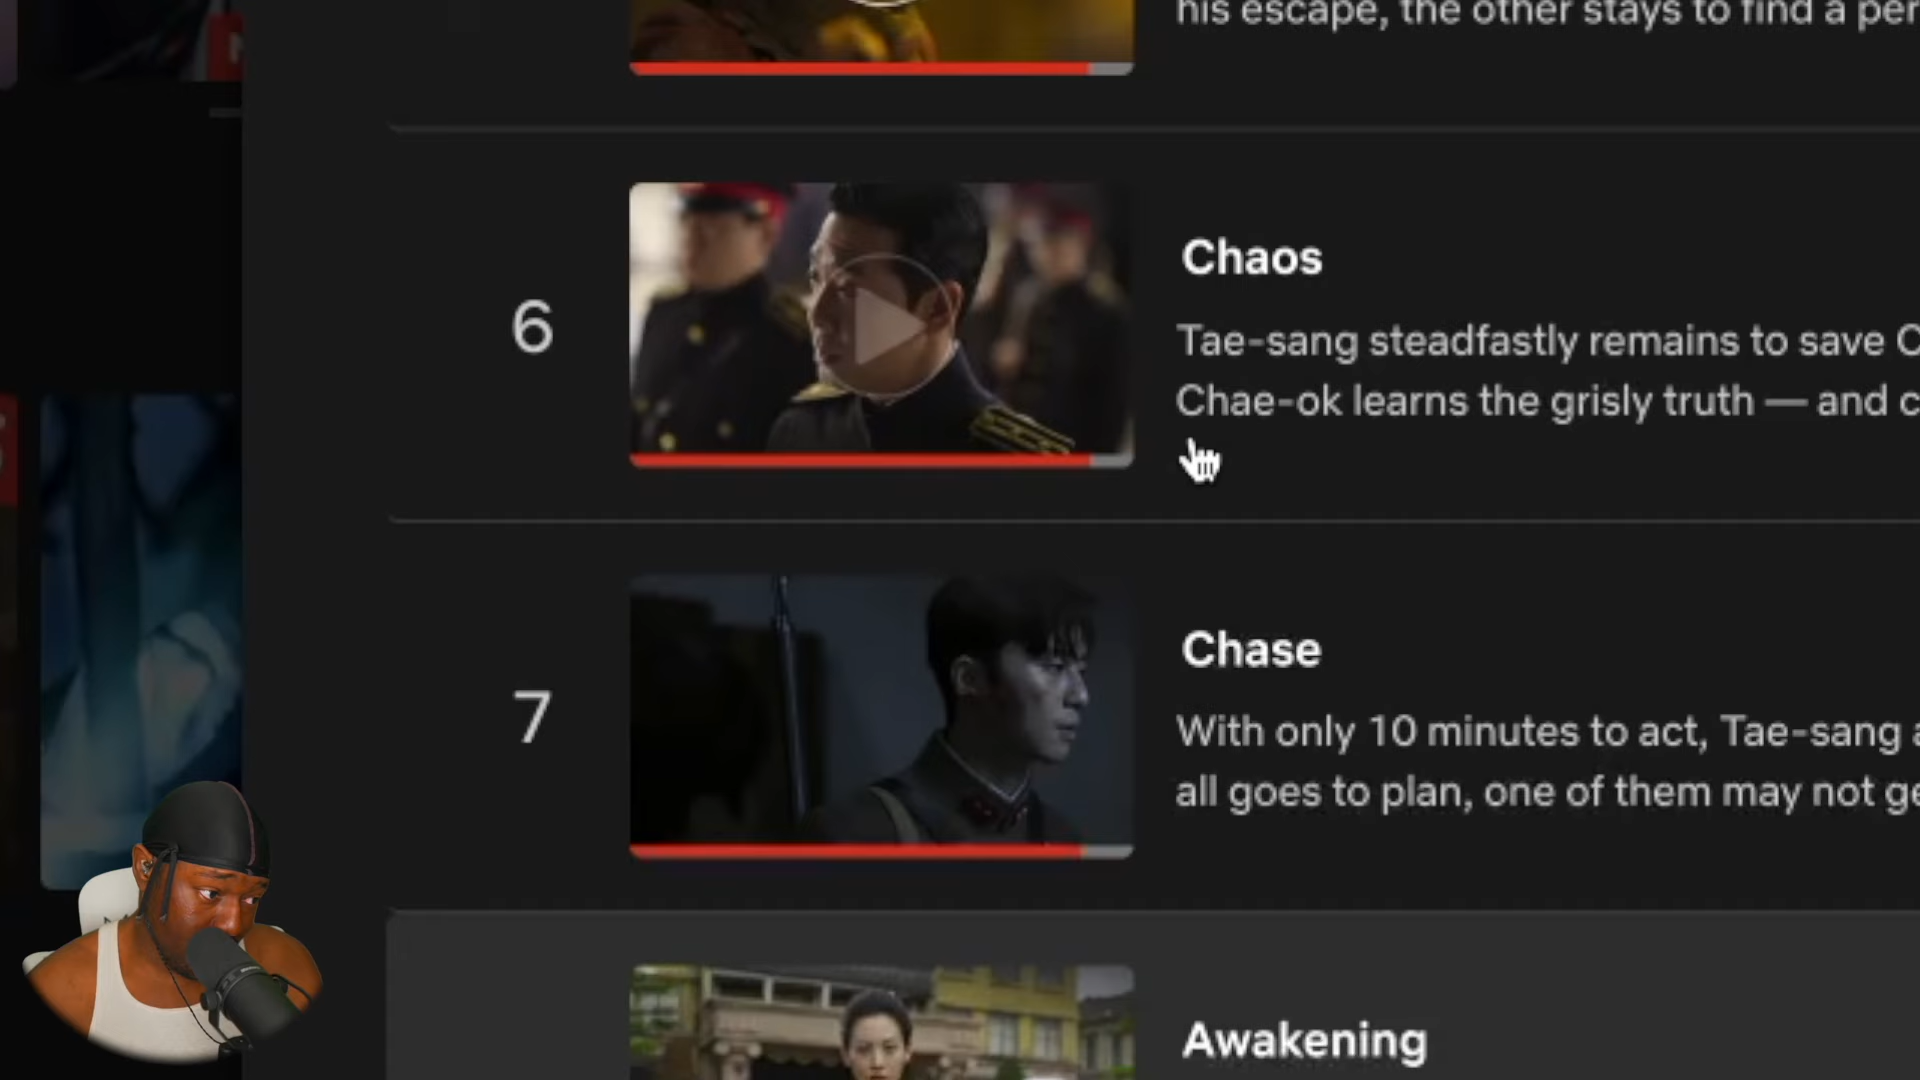 his escape, the other stays to find a per
6
Chaos
Tae-sang steadfastly remains to save C
Chae-ok learns the grisly truth — and c
7
Chase
With only 10 minutes to act, Tae-sang a
all goes to plan, one of them may not ge
Awakening